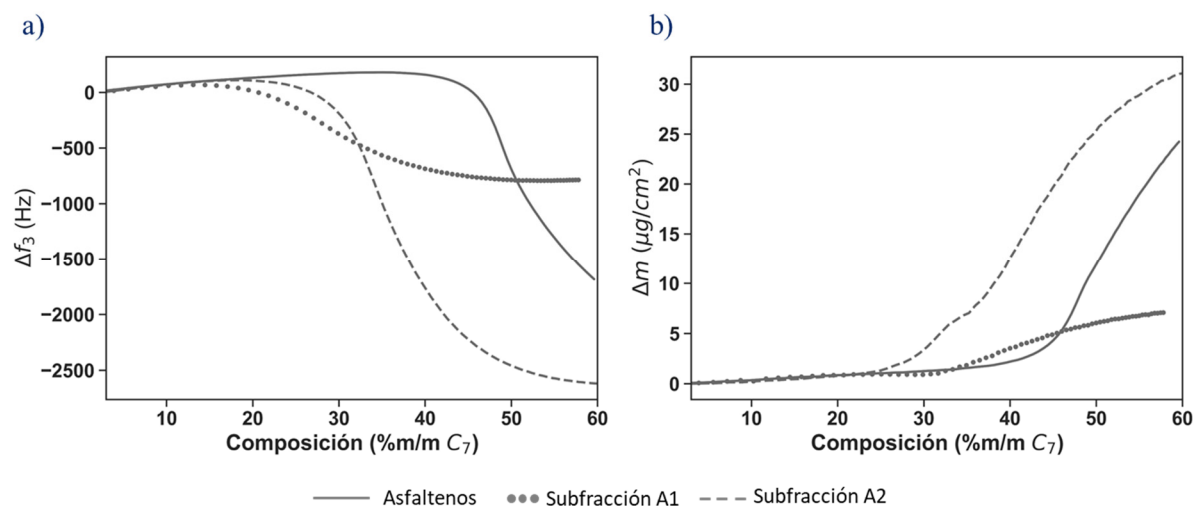 a)
0
−500
−1000
−1500
−2000
−2500
Δf₃ (Hz)
10 20 30 40 50 60
Composición (%m/m C₇)
b)
30
25
20
15
10
5
0
Δm (μg/cm²)
10 20 30 40 50 60
Composición (%m/m C₇)
Asfaltenos Subfracción A1 Subfracción A2